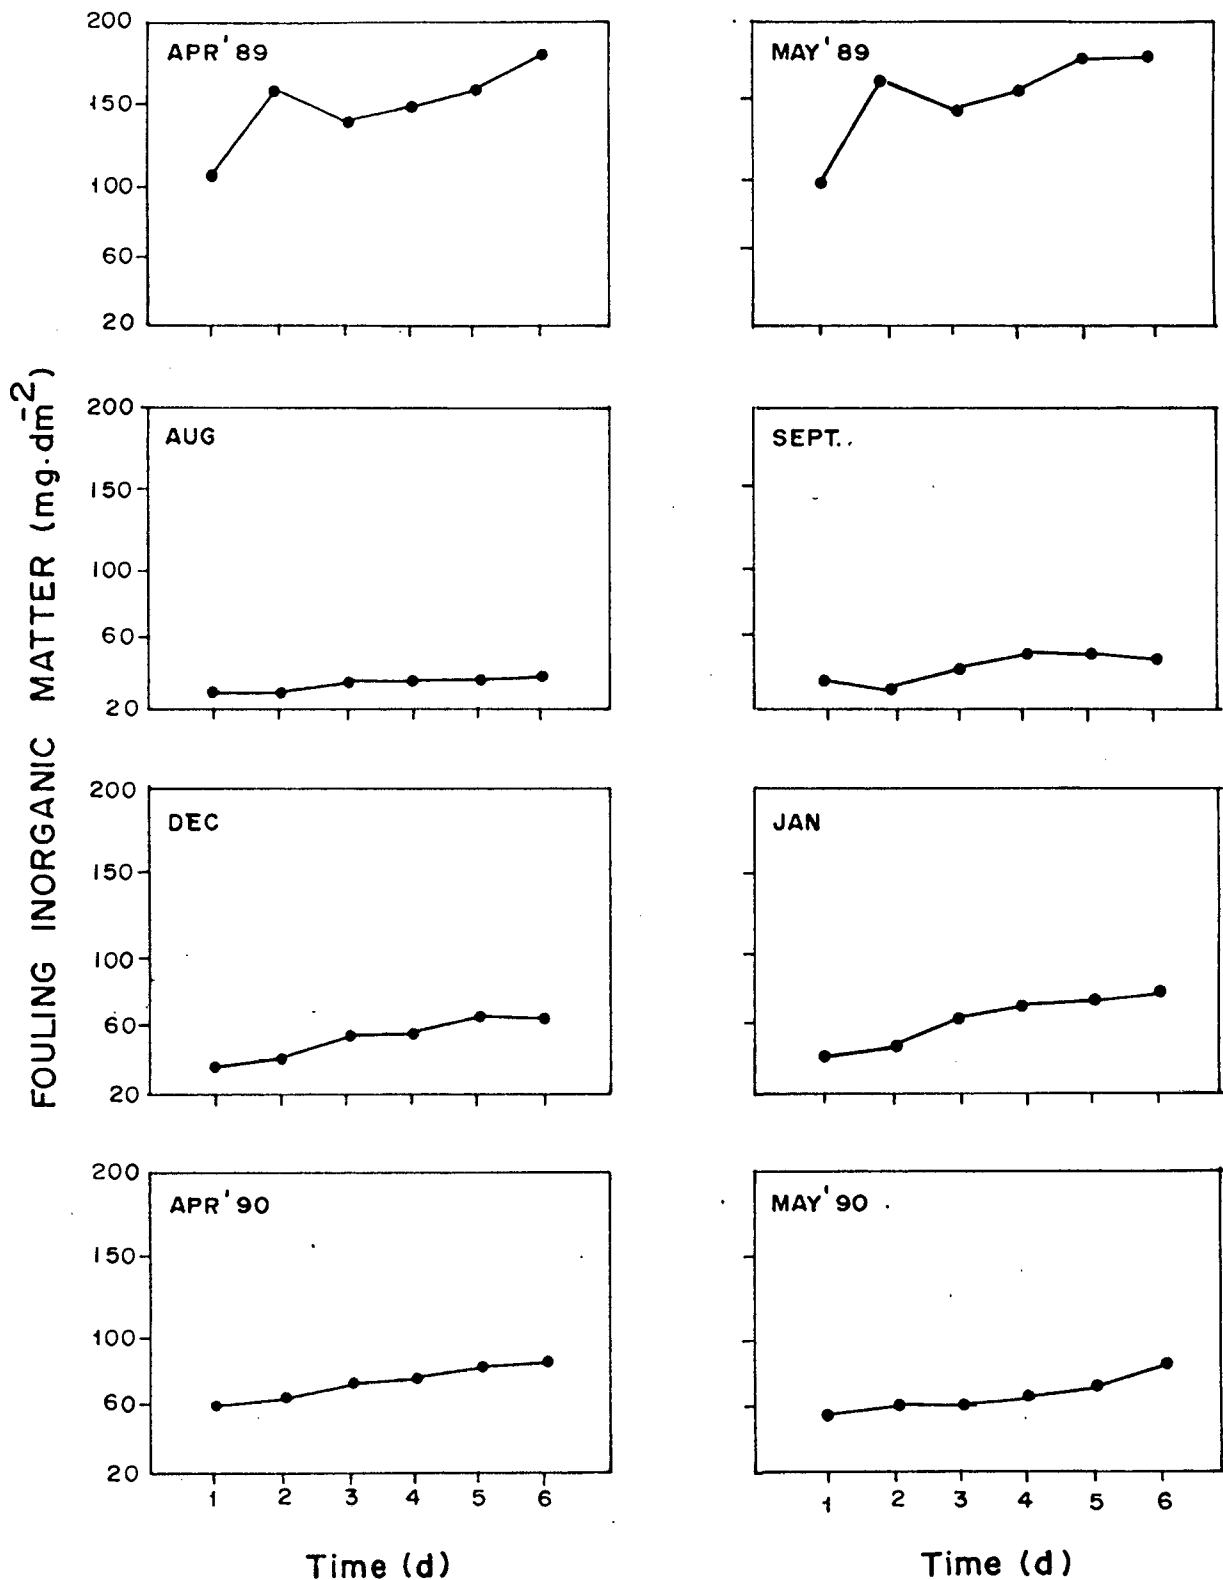 FOULING INORGANIC MATTER (mg.dm⁻²)
APR' 89
200
150
100
60
20
MAY' 89
AUG
200
150
100
60
20
SEPT.
DEC
200
150
100
60
20
JAN
APR' 90
200
150
100
60
20
1 2 3 4 5 6
Time (d)
MAY' 90
1 2 3 4 5 6
Time (d)